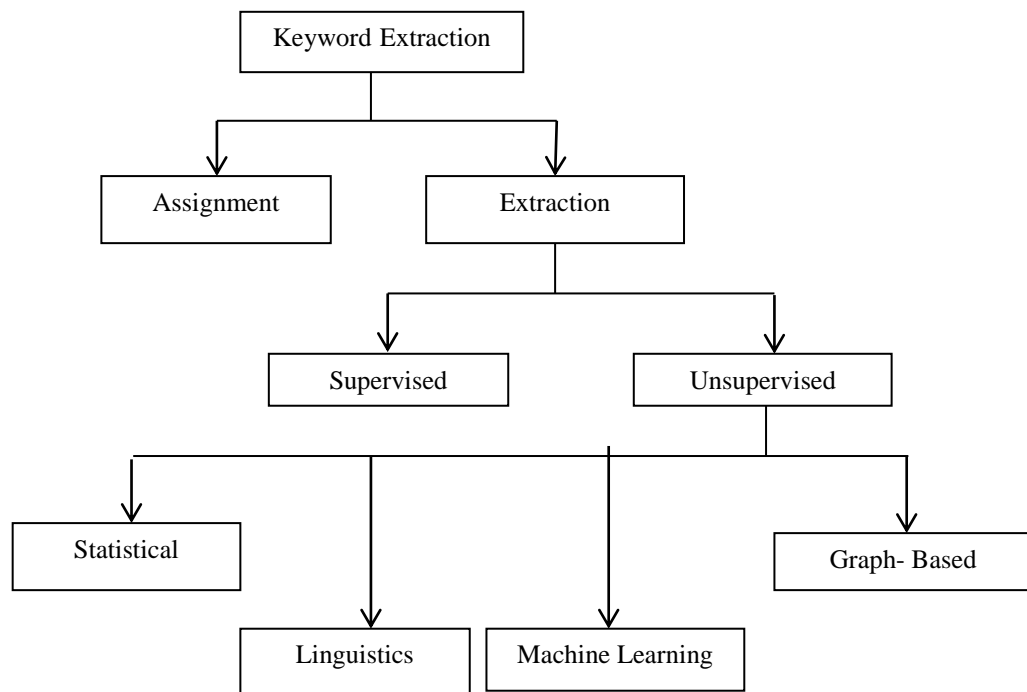 Keyword Extraction
Assignment
Extraction
Supervised
Unsupervised
Statistical
Graph- Based
Linguistics
Machine Learning